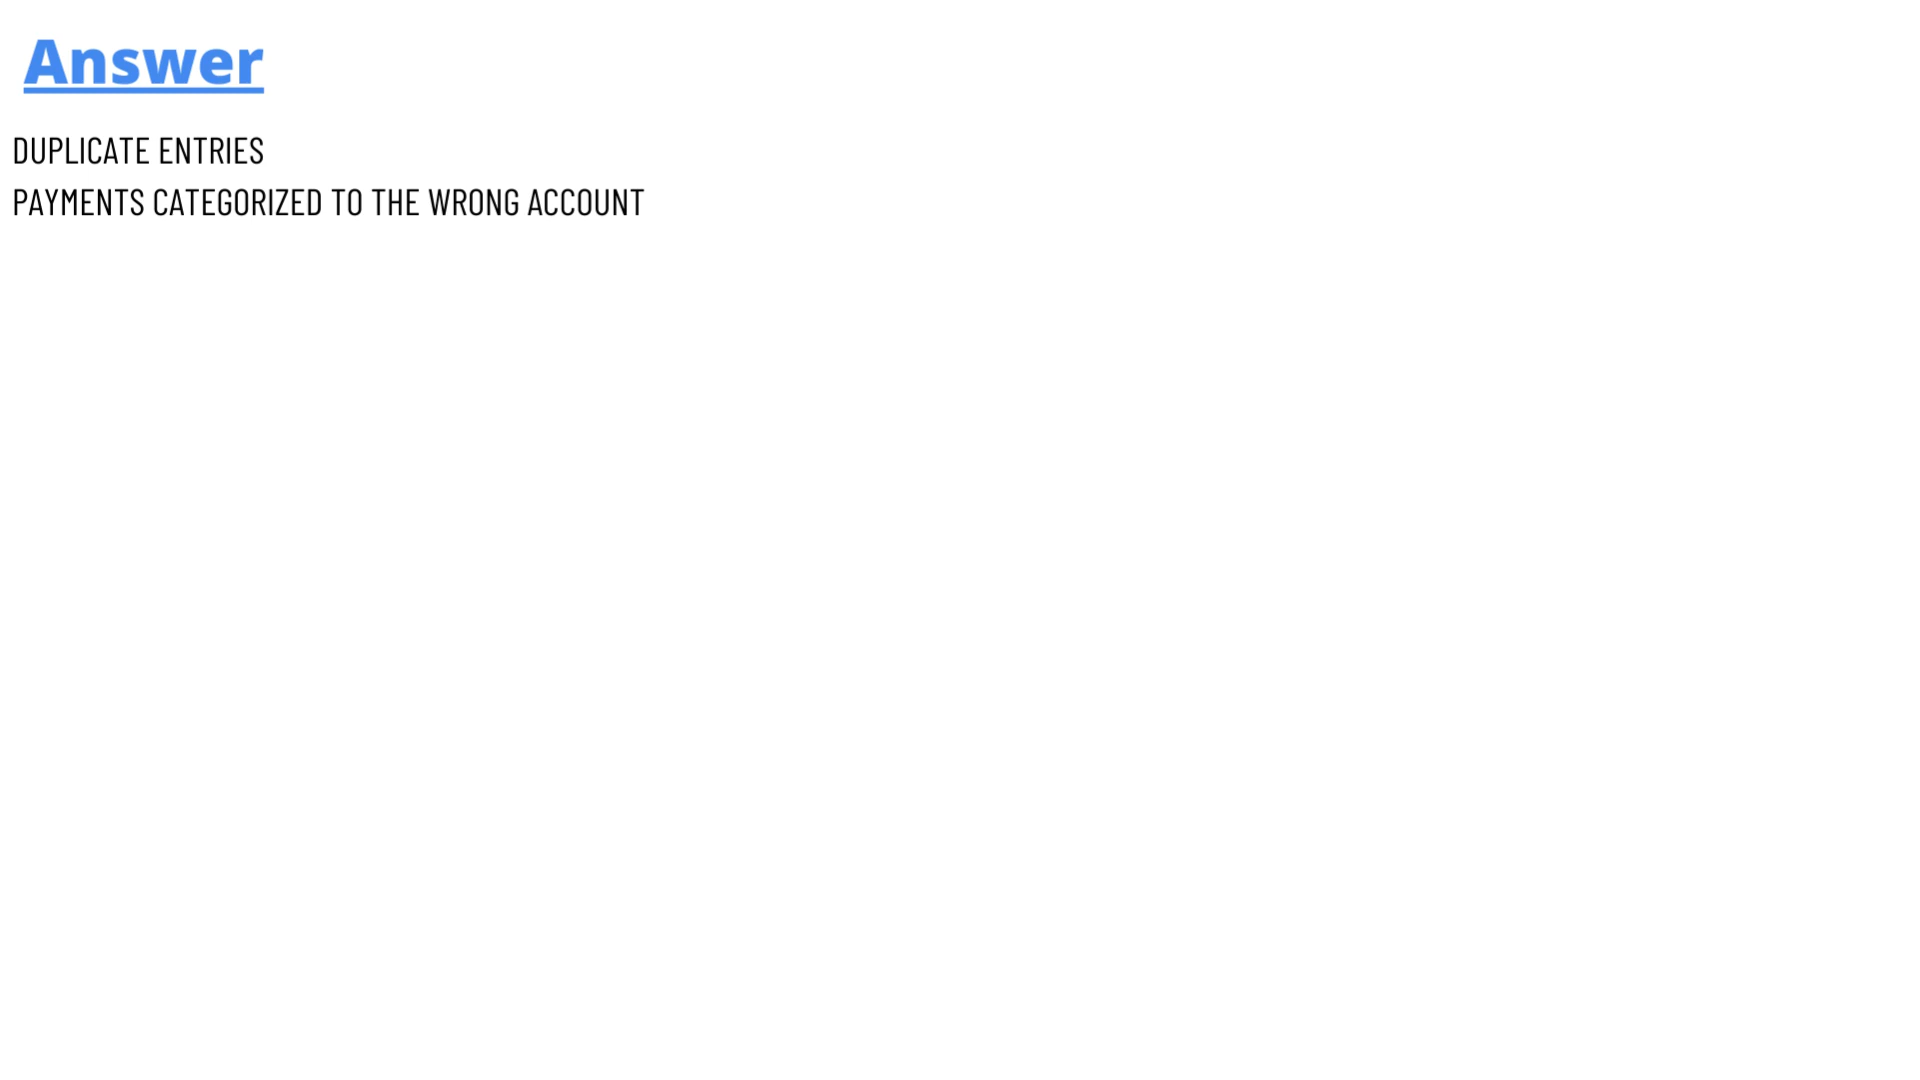 Answer
DUPLICATE ENTRIES
PAYMENTS CATEGORIZED TO THE WRONG ACCOUNT